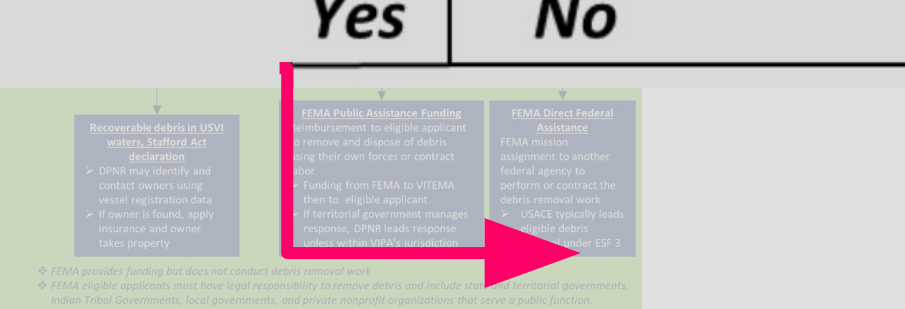 Yes No
FEMA Public Assistance Funding
FEMA Direct Federal
Assistance
Recoverable debris in USVI
waters, Stafford Act
declaration
➢ DPNR may identify and
contact owners using
vessel registration data
➢ If owner is found, apply
insurance and owner
takes property
eimbursement to eligible applicant
o remove and dispose of debris
sing their own forces or contract
abor
Funding from FEMA to VITEMA
then to eligible applicant
If territorial government manages
response, DPNR leads response
unless within VIPA's jurisdiction
FEMA mission
assignment to another
federal agency to
perform or contract the
debris removal work
➢ USACE typically leads
eligible debris
under ESF 3
❖ FEMA provides funding but does not conduct debris removal work
❖ FEMA eligible applicants must have legal responsibility to remove debris and include state and territorial governments,
Indian Tribal Governments, local governments, and private nonprofit organizations that serve a public function.